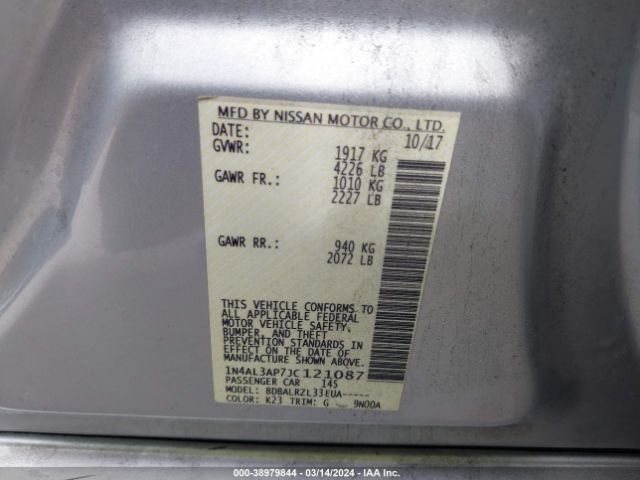 MFD BY NISSAN MOTOR CO., LTD.
DATE: 10/17
GVWR: 1917 KG
4226 LB
GAWR FR.: 1010 KG
2227 LB
GAWR RR.: 940 KG
2072 LB
THIS VEHICLE CONFORMS TO
ALL APPLICABLE FEDERAL
MOTOR VEHICLE SAFETY,
BUMPER, AND THEFT
PREVENTION STANDARDS
IN EFFECT ON THE DATE OF
MANUFACTURE SHOWN ABOVE.
1N4AL3AP7JC121087
PASSENGER CAR 145
MODEL: BDBALRZL33EUA-----
COLOR: K23 TRIM: G 9N00A
000-38979844 - 03/14/2024 - IAA Inc.